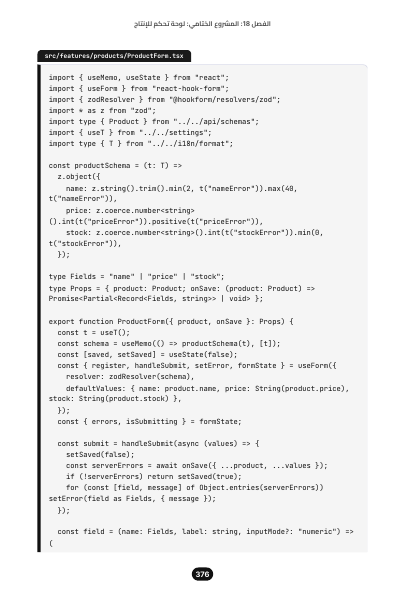 الفصل 18: المشروع الختامي: لوحة تحكم للإنتاج
src/features/products/ProductForm.tsx
import { useMemo, useState } from "react";
import { useForm } from "react-hook-form";
import { zodResolver } from "@hookform/resolvers/zod";
import * as z from "zod";
import type { Product } from "../../api/schemas";
import { useT } from "../../settings";
import type { T } from "../../i18n/format";

const productSchema = (t: T) =>
  z.object({
    name: z.string().trim().min(2, t("nameError")).max(40,
t("nameError")),
    price: z.coerce.number<string>
().int(t("priceError")).positive(t("priceError")),
    stock: z.coerce.number<string>().int(t("stockError")).min(0,
t("stockError")),
  });

type Fields = "name" | "price" | "stock";
type Props = { product: Product; onSave: (product: Product) =>
Promise<Partial<Record<Fields, string>> | void> };

export function ProductForm({ product, onSave }: Props) {
  const t = useT();
  const schema = useMemo(() => productSchema(t), [t]);
  const [saved, setSaved] = useState(false);
  const { register, handleSubmit, setError, formState } = useForm({
    resolver: zodResolver(schema),
    defaultValues: { name: product.name, price: String(product.price),
stock: String(product.stock) },
  });
  const { errors, isSubmitting } = formState;

  const submit = handleSubmit(async (values) => {
    setSaved(false);
    const serverErrors = await onSave({ ...product, ...values });
    if (!serverErrors) return setSaved(true);
    for (const [field, message] of Object.entries(serverErrors))
setError(field as Fields, { message });
  });

  const field = (name: Fields, label: string, inputMode?: "numeric") =>
(
376